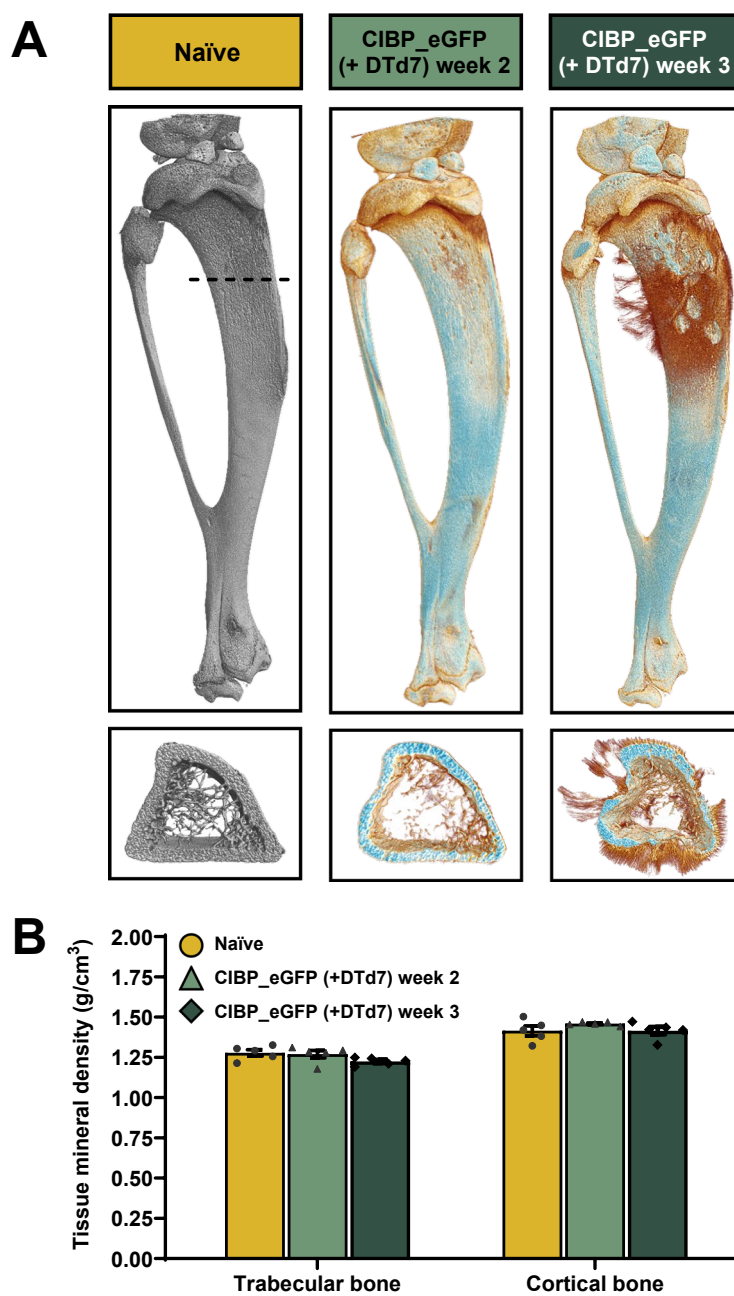 A
Naïve
CIBP_eGFP
(+ DTd7) week 2
CIBP_eGFP
(+ DTd7) week 3
B
Tissue mineral density (g/cm³)
2.00
1.75
1.50
1.25
1.00
0.75
0.50
0.25
0.00
Naïve
CIBP_eGFP (+DTd7) week 2
CIBP_eGFP (+DTd7) week 3
Trabecular bone
Cortical bone